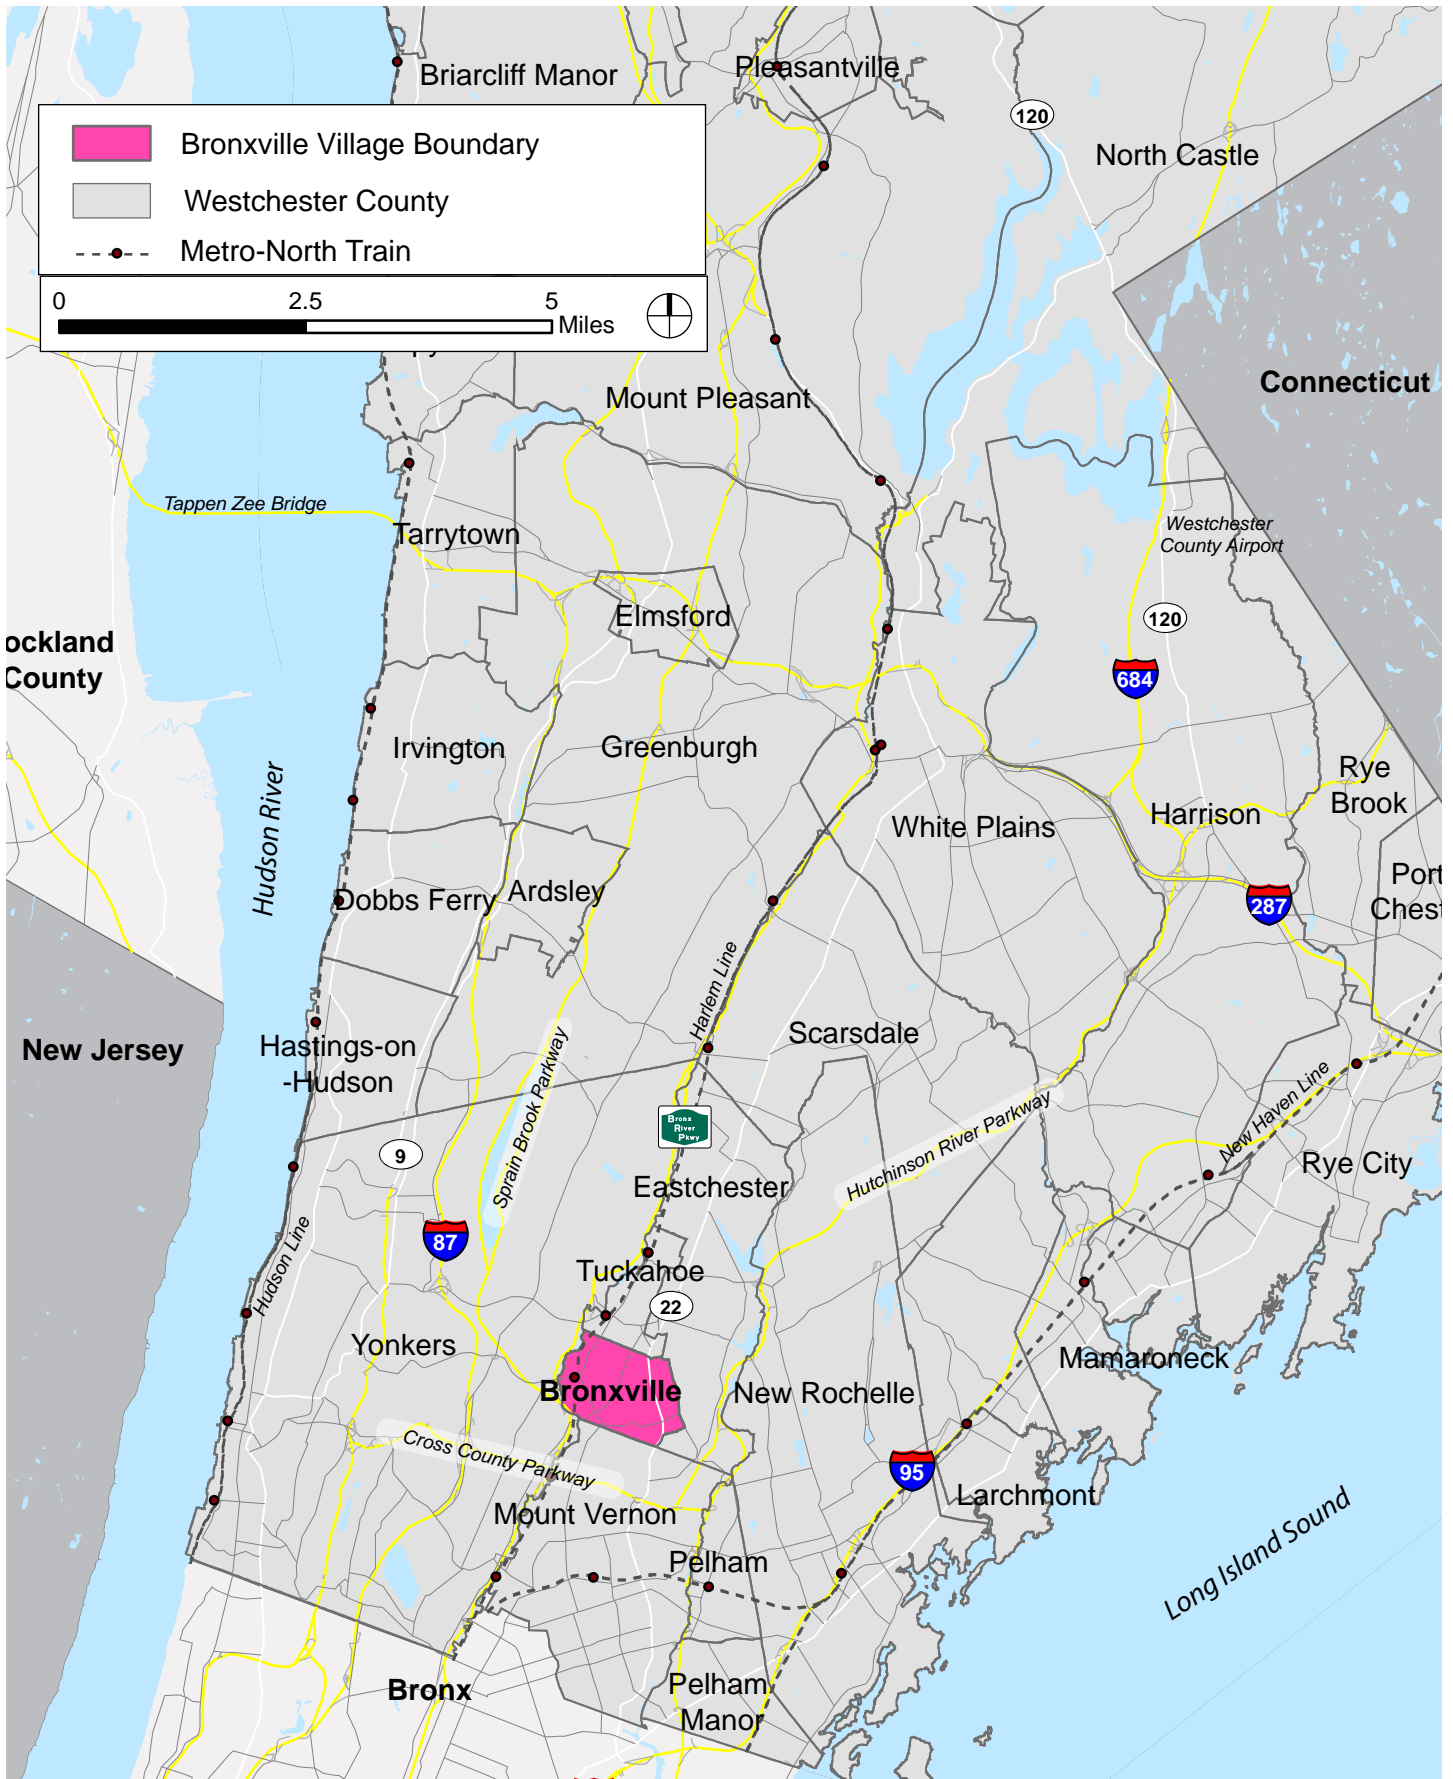 Briarcliff Manor
Pleasantville
120
North Castle
Bronxville Village Boundary
Westchester County
Metro-North Train
0 2.5 5
Miles
Connecticut
Mount Pleasant
Tappen Zee Bridge
Tarrytown
Westchester
County Airport
Elmsford
120
ockland
County
684
Irvington
Greenburgh
Rye
Brook
Hudson River
White Plains
Harrison
Dobbs Ferry
Ardsley
287
Port
Chest
Harlem Line
Scarsdale
New Jersey
Hastings-on
-Hudson
Sprain Brook Parkway
Bronx
River
Pkwy
Hutchinson River Parkway
New Haven Line
9
Rye City
Eastchester
87
Hudson Line
Tuckahoe
22
Yonkers
Mamaroneck
Bronxville
New Rochelle
Cross County Parkway
95
Larchmont
Mount Vernon
Long Island Sound
Pelham
Bronx
Pelham
Manor